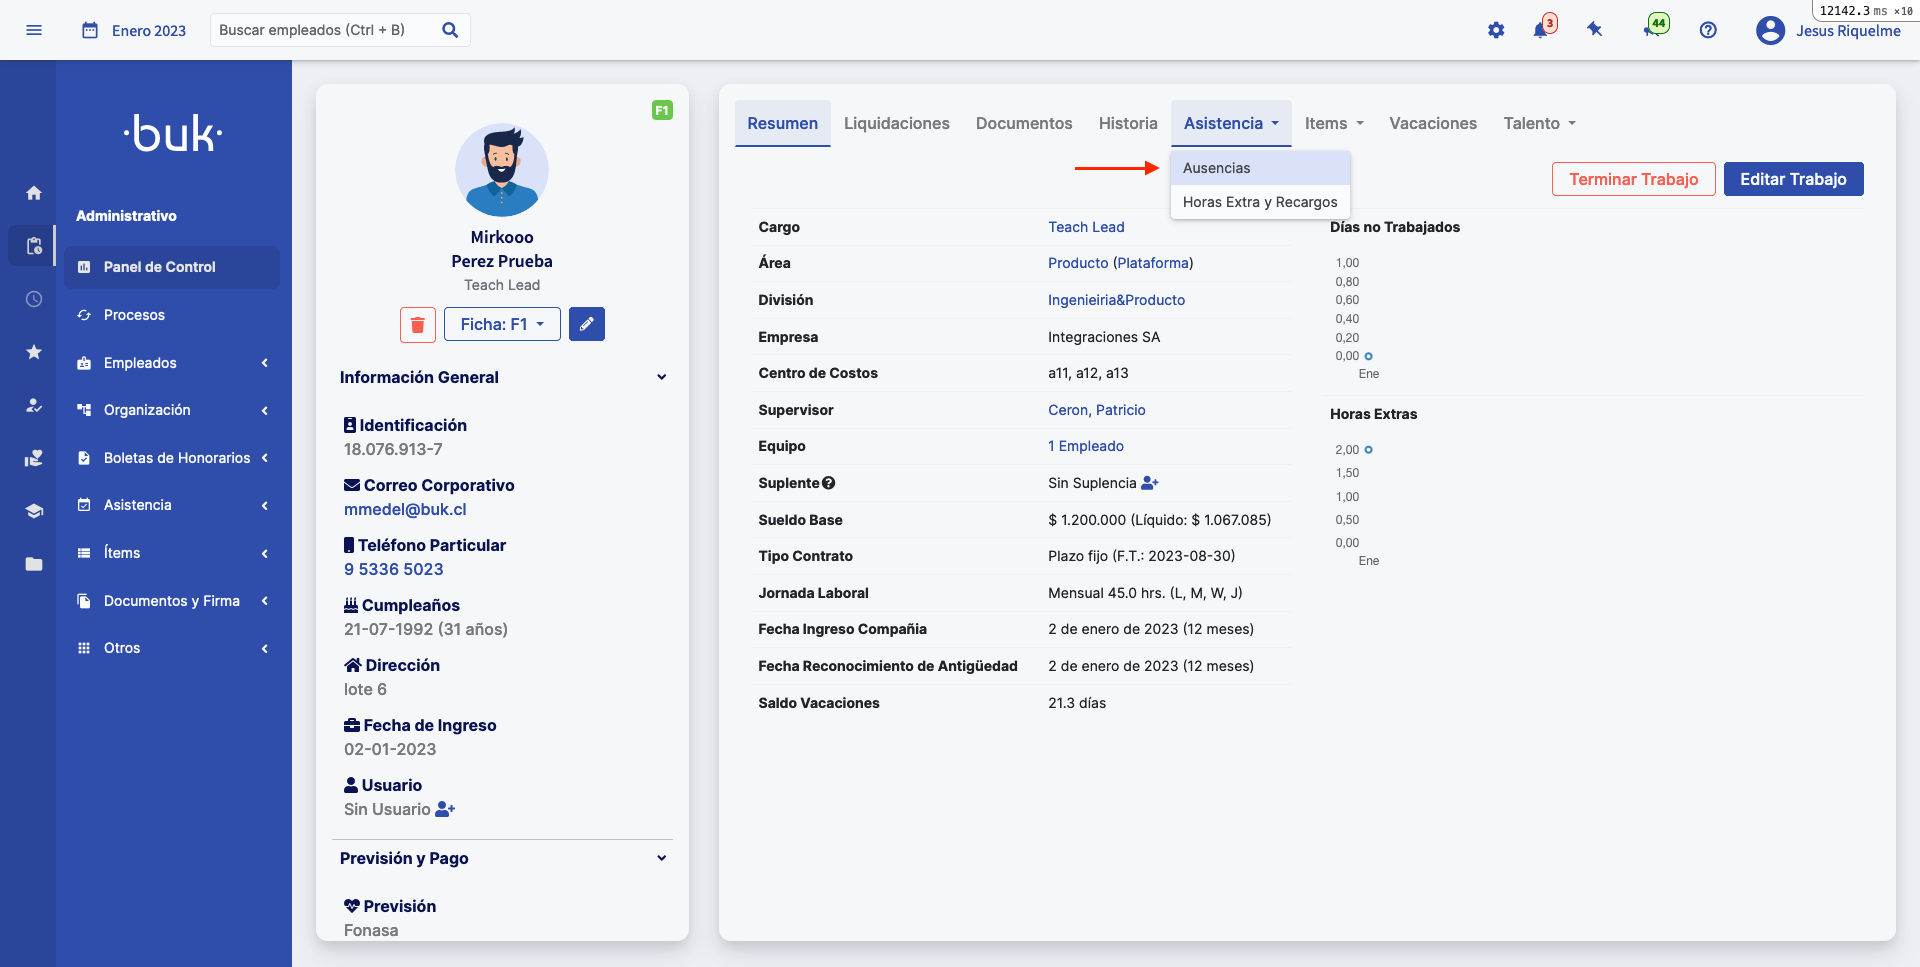 Enero 2023
Buscar empleados (Ctrl + B)
3
44
12142.3 ms ×10
Jesus Riquelme
·buk·
Administrativo
Panel de Control
Procesos
Empleados
Organización
Boletas de Honorarios
Asistencia
Ítems
Documentos y Firma
Otros
F1
Mirkooo
Perez Prueba
Teach Lead
Ficha: F1
Información General
Identificación
18.076.913-7
Correo Corporativo
mmedel@buk.cl
Teléfono Particular
9 5336 5023
Cumpleaños
21-07-1992 (31 años)
Dirección
lote 6
Fecha de Ingreso
02-01-2023
Usuario
Sin Usuario
Previsión y Pago
Previsión
Fonasa
Resumen Liquidaciones Documentos Historia Asistencia Items Vacaciones Talento
Ausencias
Horas Extra y Recargos
Terminar Trabajo Editar Trabajo
Cargo Teach Lead
Área Producto (Plataforma)
División Ingenieiria&Producto
Empresa Integraciones SA
Centro de Costos a11, a12, a13
Supervisor Ceron, Patricio
Equipo 1 Empleado
Suplente Sin Suplencia
Sueldo Base $ 1.200.000 (Líquido: $ 1.067.085)
Tipo Contrato Plazo fijo (F.T.: 2023-08-30)
Jornada Laboral Mensual 45.0 hrs. (L, M, W, J)
Fecha Ingreso Compañia 2 de enero de 2023 (12 meses)
Fecha Reconocimiento de Antigüedad 2 de enero de 2023 (12 meses)
Saldo Vacaciones 21.3 días
Días no Trabajados
1,00
0,80
0,60
0,40
0,20
0,00
Ene
Horas Extras
2,00
1,50
1,00
0,50
0,00
Ene